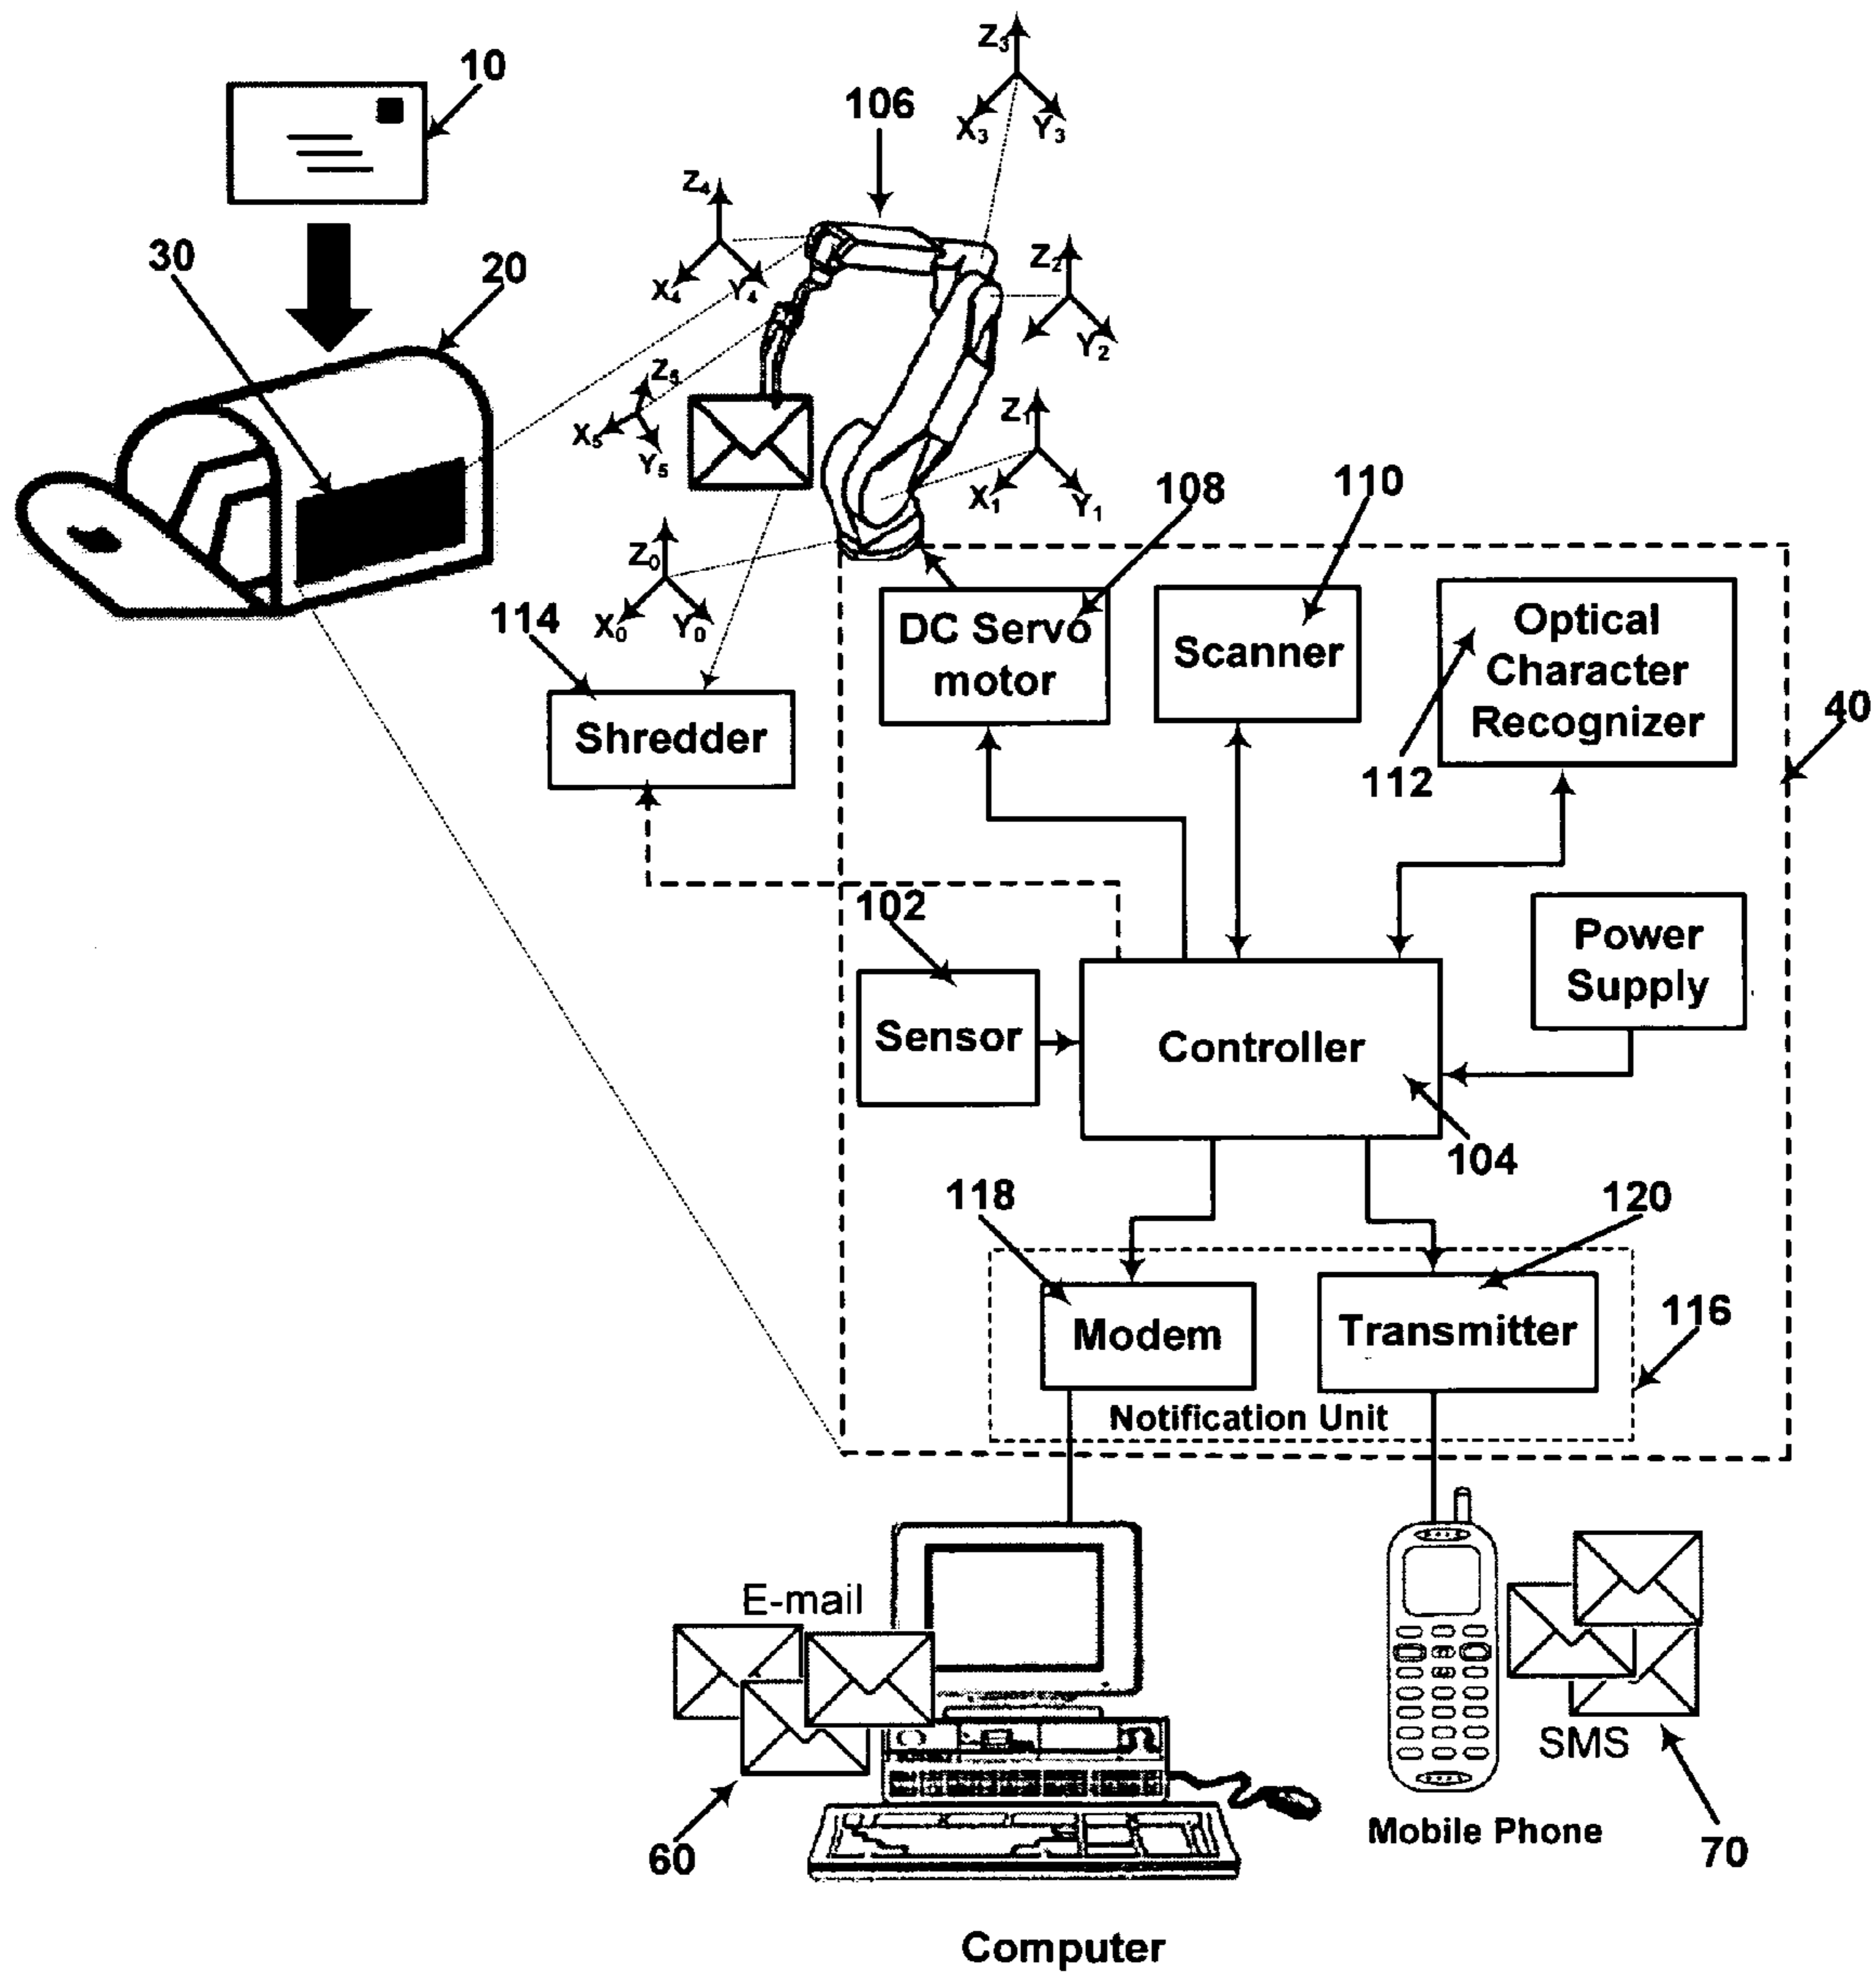 10
106
Z3
X3 Y3
Z4
X4 Y4
30
20
Z2
Y2
Z5
X5
Y5
Z1
X1 Y1
108
110
Z0
X0 Y0
114
DC Servo
motor
Scanner
Optical
Character
Recognizer
112
40
Shredder
102
Power
Supply
Sensor
Controller
104
118
120
Modem
Transmitter
116
Notification Unit
E-mail
SMS
60
Mobile Phone
70
Computer